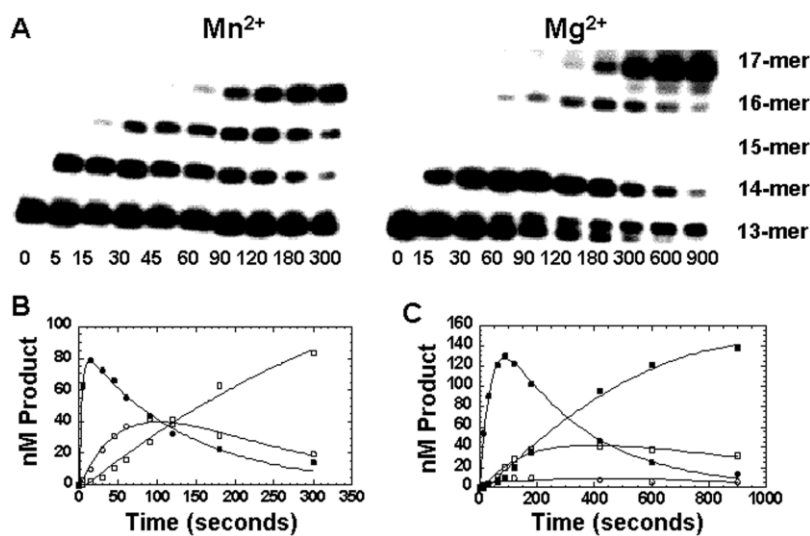 A
Mn2+
Mg2+
17-mer
16-mer
15-mer
14-mer
13-mer
0 5 15 30 45 60 90 120 180 300
0 15 30 60 90 120 180 300 600 900
B
nM Product
100
80
60
40
20
0
0 50 100 150 200 250 300 350
Time (seconds)
C
nM Product
160
140
120
100
80
60
40
20
0
0 200 400 600 800 1000
Time (seconds)